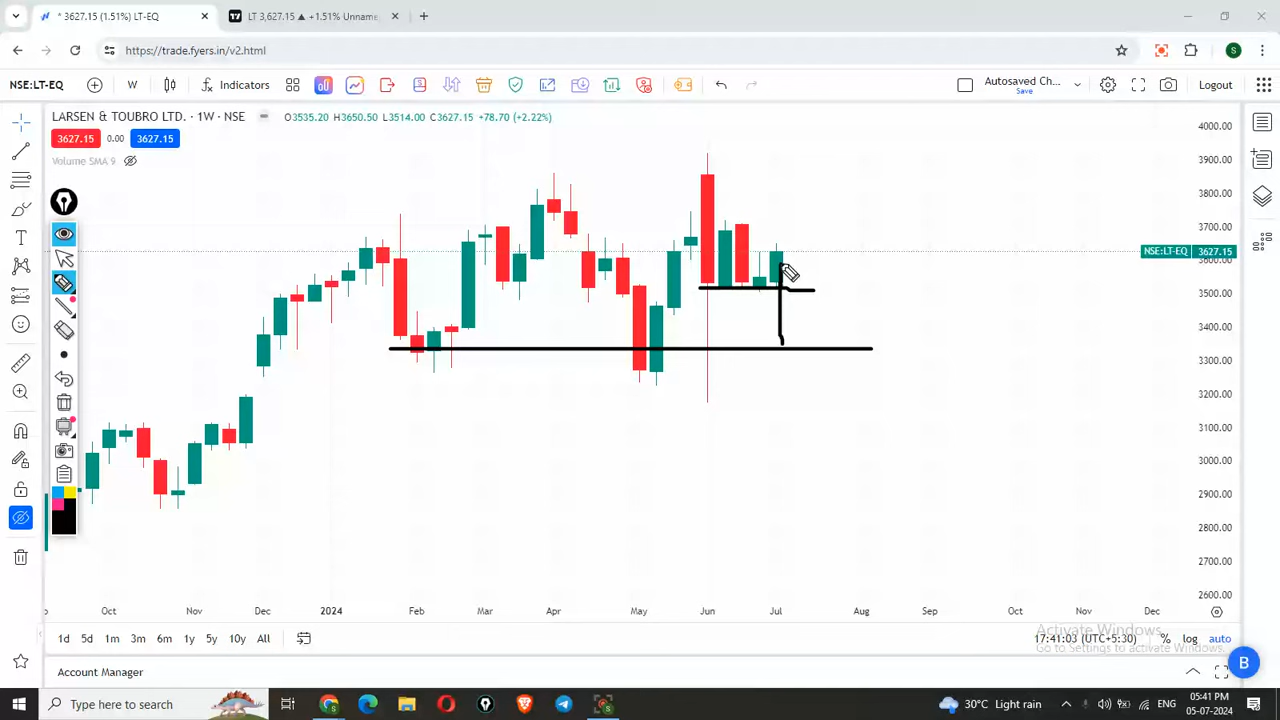 * 3627.15 (1.51%) LT-EQ
LT 3,627.15 ▲ +1.51% Unname
https://trade.fyers.in/v2.html
S
NSE:LT-EQ
W
Indicators
Autosaved Ch...
Save
Logout
LARSEN & TOUBRO LTD. · 1W · NSE
O3535.20 H3650.50 L3514.00 C3627.15 +78.70 (+2.22%)
3627.15 0.00 3627.15
Volume SMA 9
4000.00
3900.00
3800.00
3700.00
NSE:LT-EQ 3627.15
3600.00
3500.00
3400.00
3300.00
3200.00
3100.00
3000.00
2900.00
2800.00
2700.00
2600.00
Oct Nov Dec 2024 Feb Mar Apr May Jun Jul Aug Sep Oct Nov Dec
Activate Windows
Go to Settings to activate Windows.
1d 5d 1m 3m 6m 1y 5y 10y All
17:41:03 (UTC+5:30) % log auto
Account Manager
B
Type here to search
30°C Light rain
ENG
05:41 PM
05-07-2024